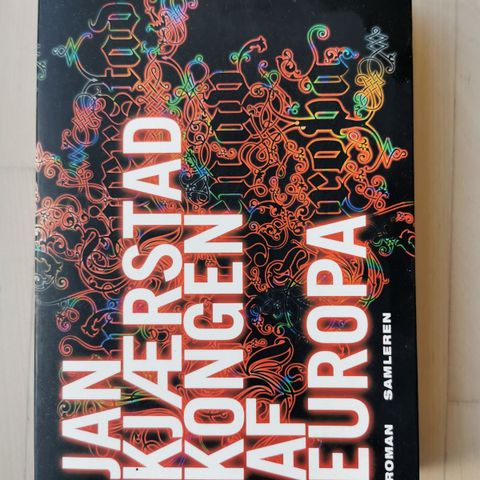 JAN
KJÆRSTAD
KONGEN
AF
EUROPA
ROMAN SAMLEREN